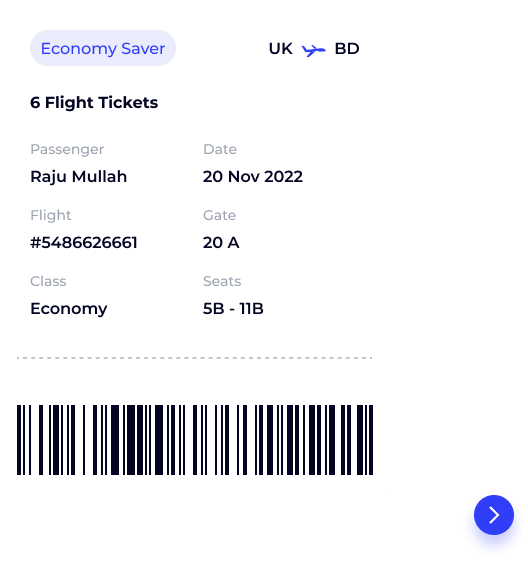 Economy Saver
UK BD
6 Flight Tickets
Passenger Date
Raju Mullah 20 Nov 2022
Flight Gate
#5486626661 20 A
Class Seats
Economy 5B - 11B